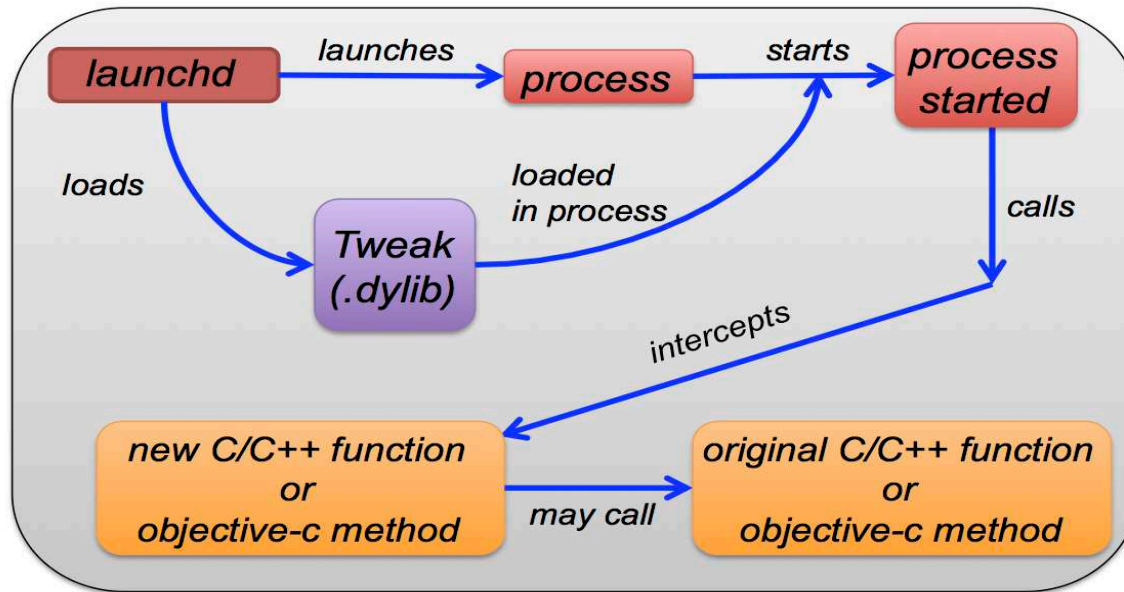 launchd
launches
process
starts
process
started
loads
Tweak
(.dylib)
loaded
in process
calls
intercepts
new C/C++ function
or
objective-c method
may call
original C/C++ function
or
objective-c method